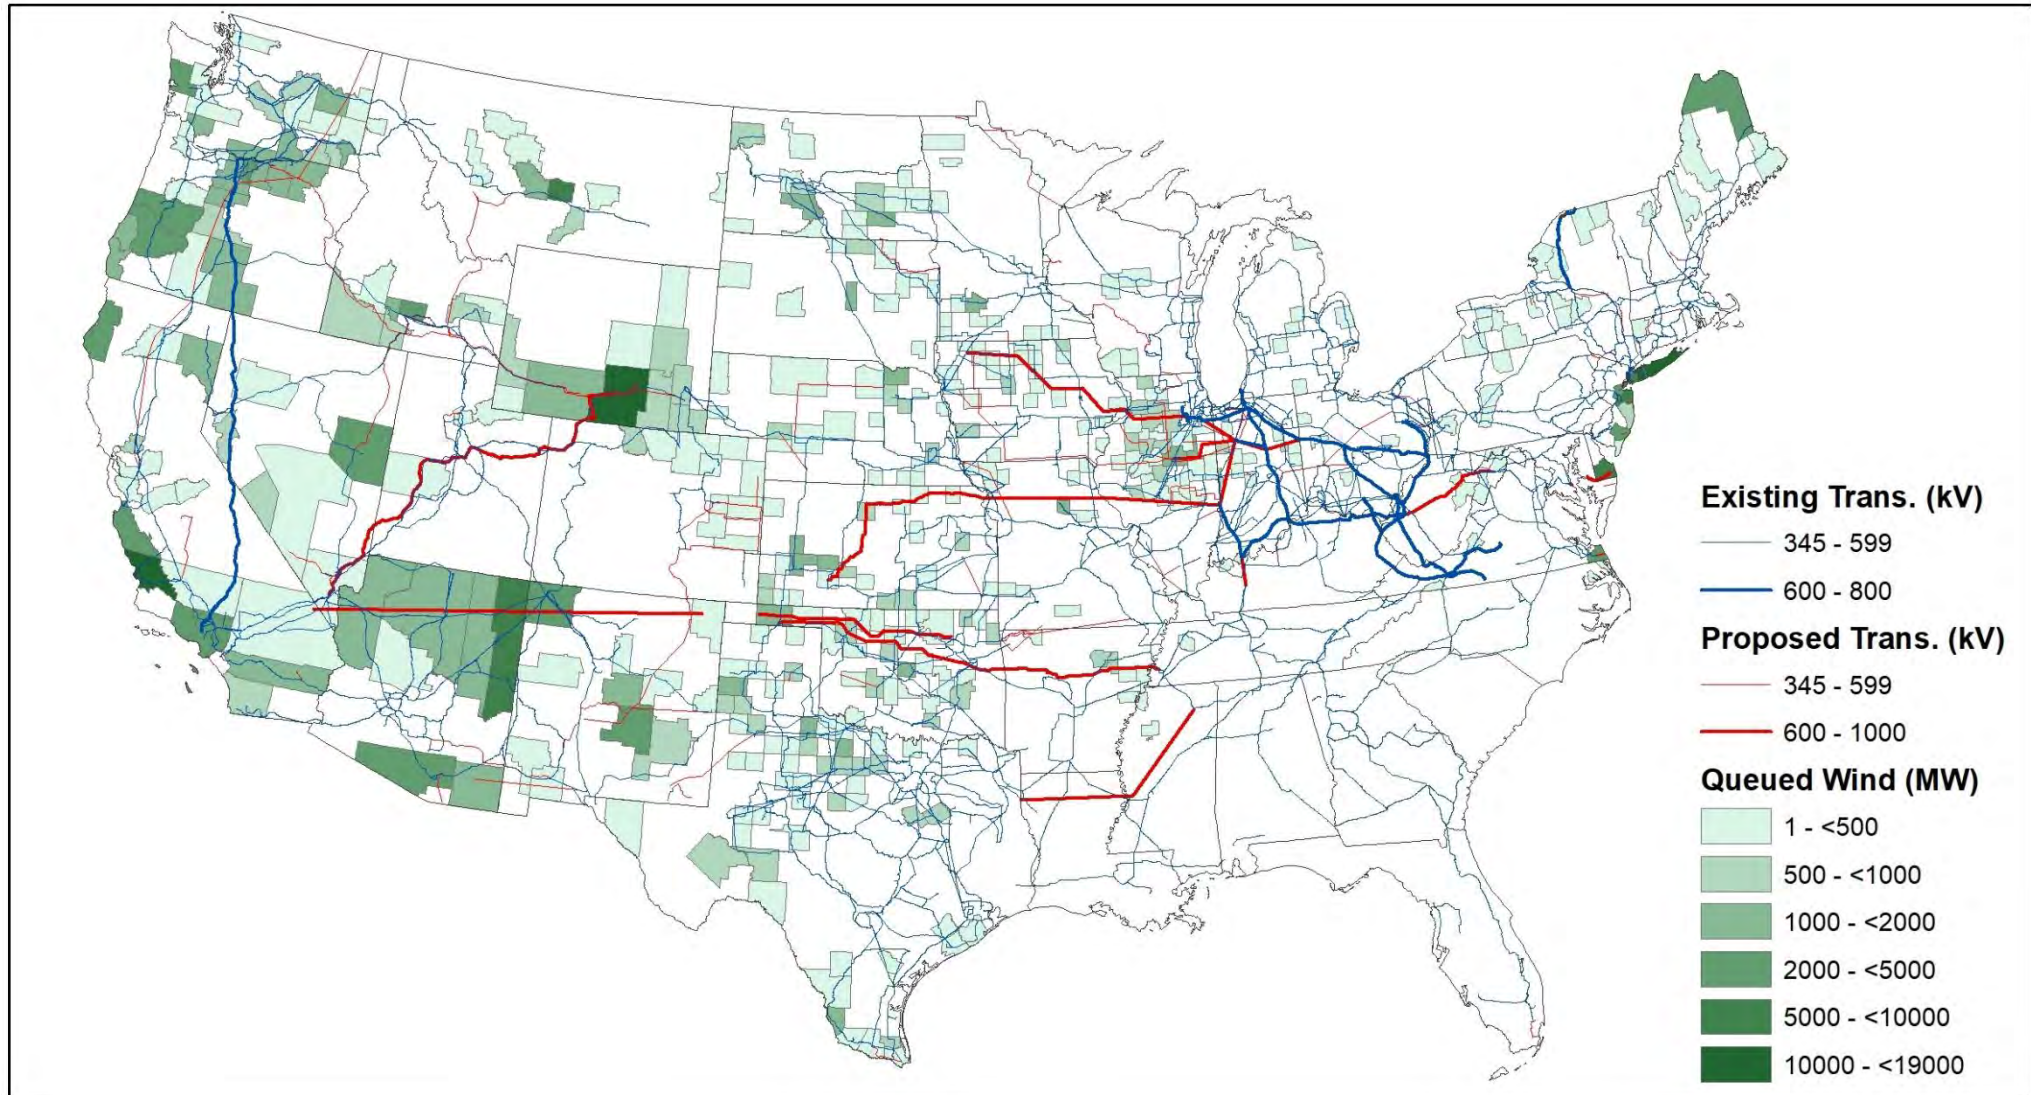 Existing Trans. (kV)
345 - 599
600 - 800
Proposed Trans. (kV)
345 - 599
600 - 1000
Queued Wind (MW)
1 - <500
500 - <1000
1000 - <2000
2000 - <5000
5000 - <10000
10000 - <19000